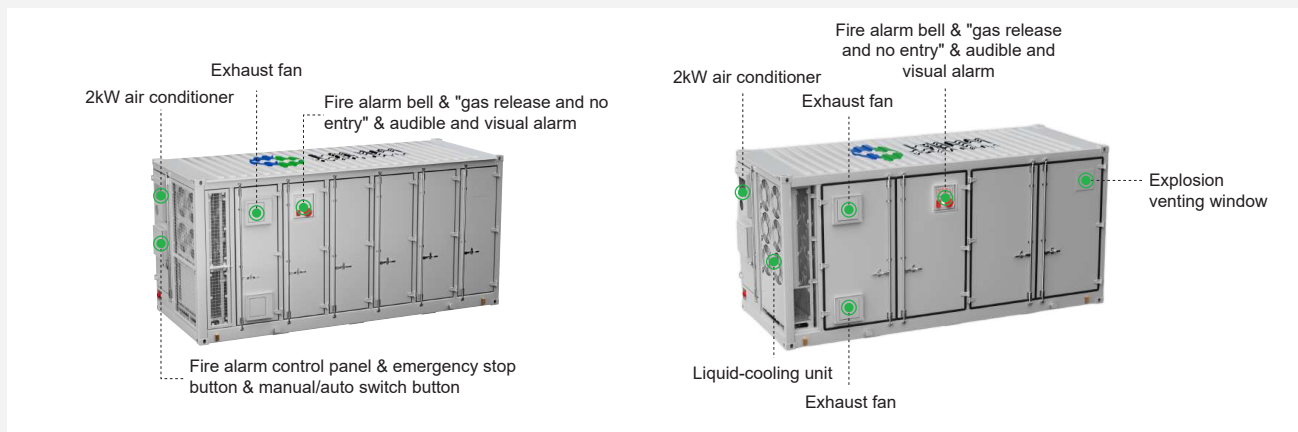 Exhaust fan
2kW air conditioner
Fire alarm bell & "gas release and no
entry" & audible and visual alarm
Fire alarm control panel & emergency stop
button & manual/auto switch button
Fire alarm bell & "gas release
and no entry" & audible and
visual alarm
2kW air conditioner
Exhaust fan
Explosion
venting window
Liquid-cooling unit
Exhaust fan